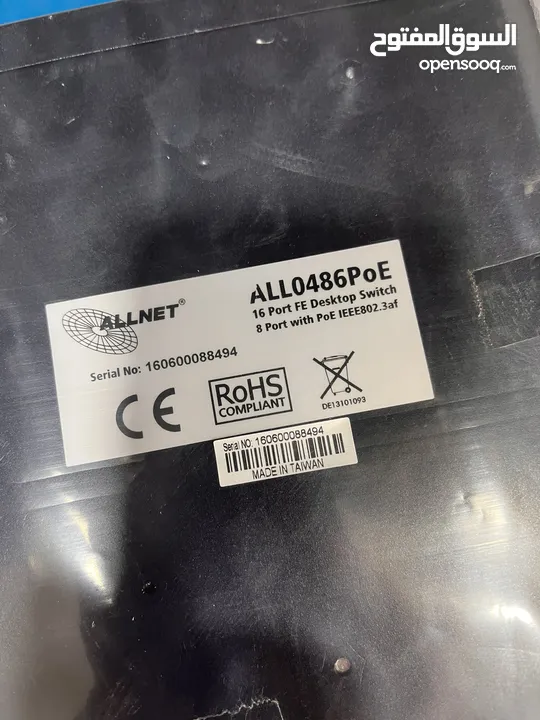 السوق المفتوح
opensooq.com
ALLNET®
ALL0486PoE
16 Port FE Desktop Switch
8 Port with PoE IEEE802.3af
Serial No: 160600088494
CE
RoHS
COMPLIANT
DE13101093
Serial NO: 160600088494
MADE IN TAIWAN